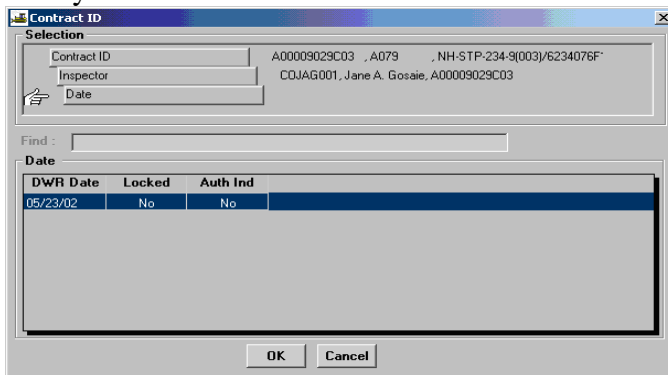 Contract ID
Selection
Contract ID A00009029C03 , A079 , NH-STP-234-9(003)/6234076F
Inspector COJAG001, Jane A. Gosaie, A00009029C03
Date
Find :
Date
DWR Date Locked Auth Ind
05/23/02 No No
OK Cancel